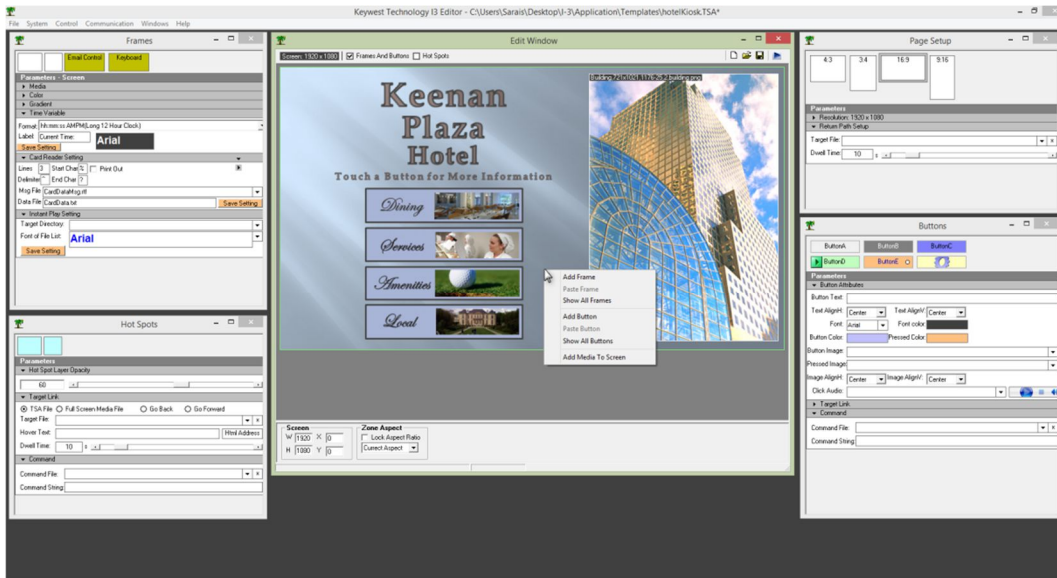 Keywest Technology I3 Editor - C:\Users\Sarais\Desktop\I-3\Application\Templates\hotelKiosk.TSA*
File System Control Communication Windows Help
Frames
Email Control Keyboard
Parameters - Screen
Media
Color
Gradient
Time Variable
Format: hh:mm:ss AMPM(Long 12 Hour Clock)
Label: Current Time: Arial
Save Setting
Card Reader Setting
Lines 3 Start Char % Print Out
Delimiter ^ End Char ?
Msg File CardDataMsg.rtf
Data File CardData.txt Save Setting
Instant Play Setting
Target Directory:
Font of File List: Arial
Save Setting
Hot Spots
Parameters
Hot Spot Layer Opacity
60
Target Link
TSA File Full Screen Media File Go Back Go Forward
Target File:
Hover Text: Html Address
Dwell Time: 10 s
Command
Command File:
Command String:
Edit Window
Screen: 1920 x 1080 Frames And Buttons Hot Spots
Keenan
Plaza
Hotel
Touch a Button for More Information
Dining
Services
Amenities
Local
Add Frame
Paste Frame
Show All Frames
Add Button
Paste Button
Show All Buttons
Add Media To Screen
Screen
W 1920 X 0
H 1080 Y 0
Zone Aspect
Lock Aspect Ratio
Current Aspect
Page Setup
4:3 3:4 16:9 9:16
Parameters
Resolution: 1920 x 1080
Return Path Setup
Target File:
Dwell Time: 10 s
Buttons
ButtonA ButtonB ButtonC
ButtonD ButtonE
Parameters
Button Attributes
Button Text:
Text AlignH: Center Text AlignV: Center
Font: Arial Font color:
Button Color: Pressed Color:
Button Image:
Pressed Image:
Image AlignH: Center Image AlignV: Center
Click Audio:
Target Link
Command
Command File:
Command String: